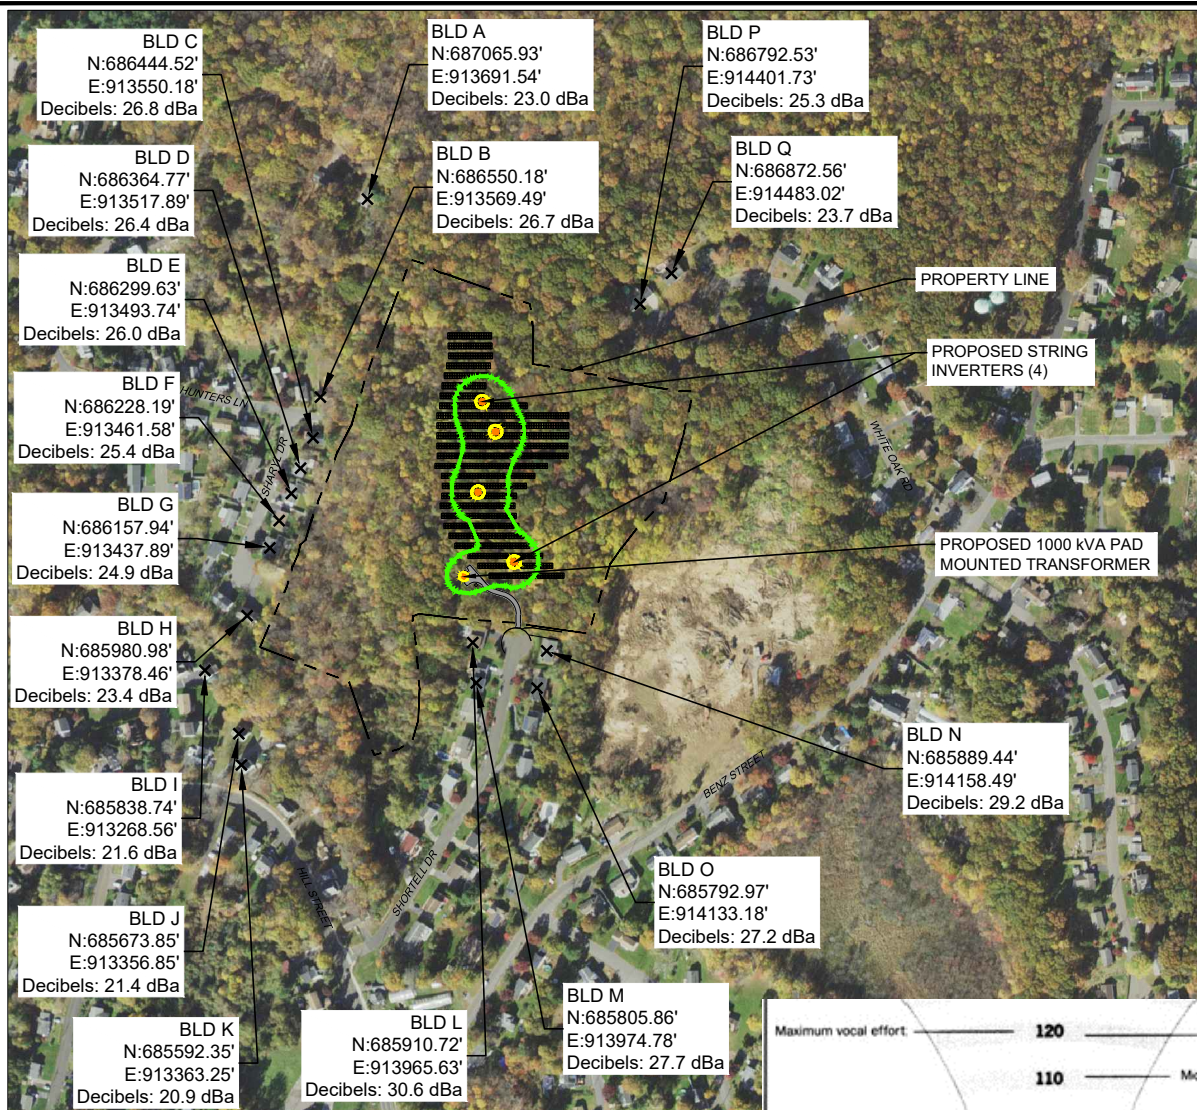 BLD C
N:686444.52'
E:913550.18'
Decibels: 26.8 dBa
BLD A
N:687065.93'
E:913691.54'
Decibels: 23.0 dBa
BLD P
N:686792.53'
E:914401.73'
Decibels: 25.3 dBa
BLD D
N:686364.77'
E:913517.89'
Decibels: 26.4 dBa
BLD B
N:686550.18'
E:913569.49'
Decibels: 26.7 dBa
BLD Q
N:686872.56'
E:914483.02'
Decibels: 23.7 dBa
BLD E
N:686299.63'
E:913493.74'
Decibels: 26.0 dBa
PROPERTY LINE
PROPOSED STRING
INVERTERS (4)
BLD F
N:686228.19'
E:913461.58'
Decibels: 25.4 dBa
HUNTERS LN
SHARYL DR
WHITE OAK RD
BLD G
N:686157.94'
E:913437.89'
Decibels: 24.9 dBa
PROPOSED 1000 kVA PAD
MOUNTED TRANSFORMER
BLD H
N:685980.98'
E:913378.46'
Decibels: 23.4 dBa
BLD N
N:685889.44'
E:914158.49'
Decibels: 29.2 dBa
BENZ STREET
BLD I
N:685838.74'
E:913268.56'
Decibels: 21.6 dBa
HILL STREET
SHORTELL DR
BLD O
N:685792.97'
E:914133.18'
Decibels: 27.2 dBa
BLD J
N:685673.85'
E:913356.85'
Decibels: 21.4 dBa
BLD K
N:685592.35'
E:913363.25'
Decibels: 20.9 dBa
BLD L
N:685910.72'
E:913965.63'
Decibels: 30.6 dBa
BLD M
N:685805.86'
E:913974.78'
Decibels: 27.7 dBa
Maximum vocal effort
120
110